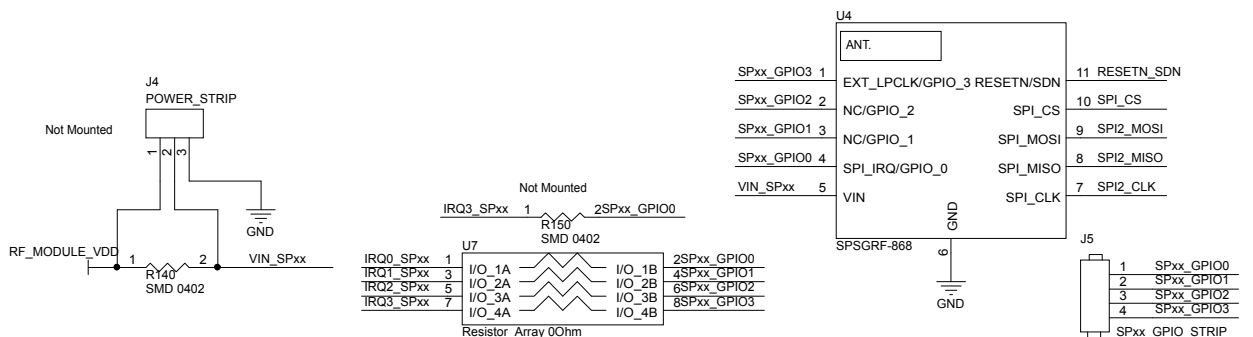 J4
POWER_STRIP
Not Mounted
1
2
3
GND
RF_MODULE_VDD
1
2
VIN_SPxx
R140
SMD 0402
Not Mounted
IRQ3_SPxx 1
2SPxx_GPIO0
R150
SMD 0402
U7
IRQ0_SPxx 1 I/O_1A I/O_1B 2SPxx_GPIO0
IRQ1_SPxx 3 I/O_2A I/O_2B 4SPxx_GPIO1
IRQ2_SPxx 5 I/O_3A I/O_3B 6SPxx_GPIO2
IRQ3_SPxx 7 I/O_4A I/O_4B 8SPxx_GPIO3
Resistor Array 0Ohm
U4
ANT.
SPxx_GPIO3 1 EXT_LPCLK/GPIO_3 RESETN/SDN 11 RESETN_SDN
SPxx_GPIO2 2 NC/GPIO_2 SPI_CS 10 SPI_CS
SPxx_GPIO1 3 NC/GPIO_1 SPI_MOSI 9 SPI2_MOSI
SPxx_GPIO0 4 SPI_IRQ/GPIO_0 SPI_MISO 8 SPI2_MISO
VIN_SPxx 5 VIN SPI_CLK 7 SPI2_CLK
GND
SPSGRF-868
6
GND
J5
1 SPxx_GPIO0
2 SPxx_GPIO1
3 SPxx_GPIO2
4 SPxx_GPIO3
SPxx_GPIO_STRIP